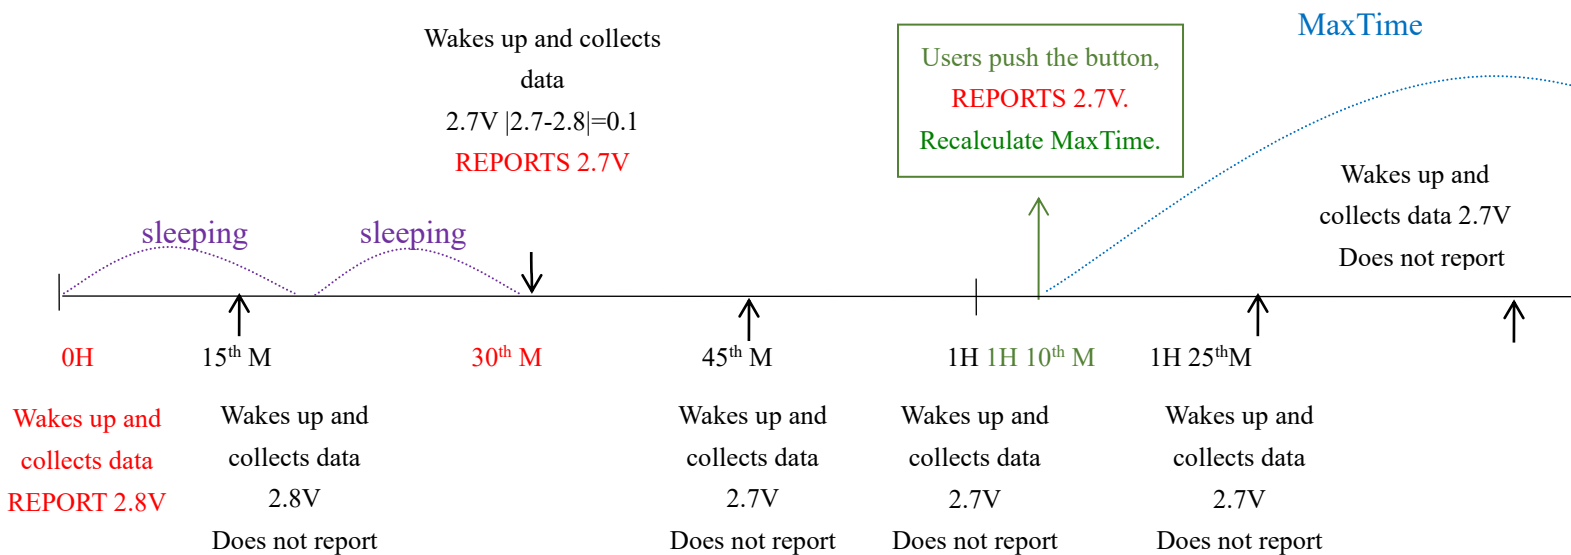 MaxTime
Wakes up and collects
data
2.7V |2.7-2.8|=0.1
REPORTS 2.7V
Users push the button,
REPORTS 2.7V.
Recalculate MaxTime.
Wakes up and
collects data 2.7V
Does not report
sleeping
sleeping
0H
15th M
30th M
45th M
1H
1H 10th M
1H 25thM
Wakes up and
collects data
REPORT 2.8V
Wakes up and
collects data
2.8V
Does not report
Wakes up and
collects data
2.7V
Does not report
Wakes up and
collects data
2.7V
Does not report
Wakes up and
collects data
2.7V
Does not report